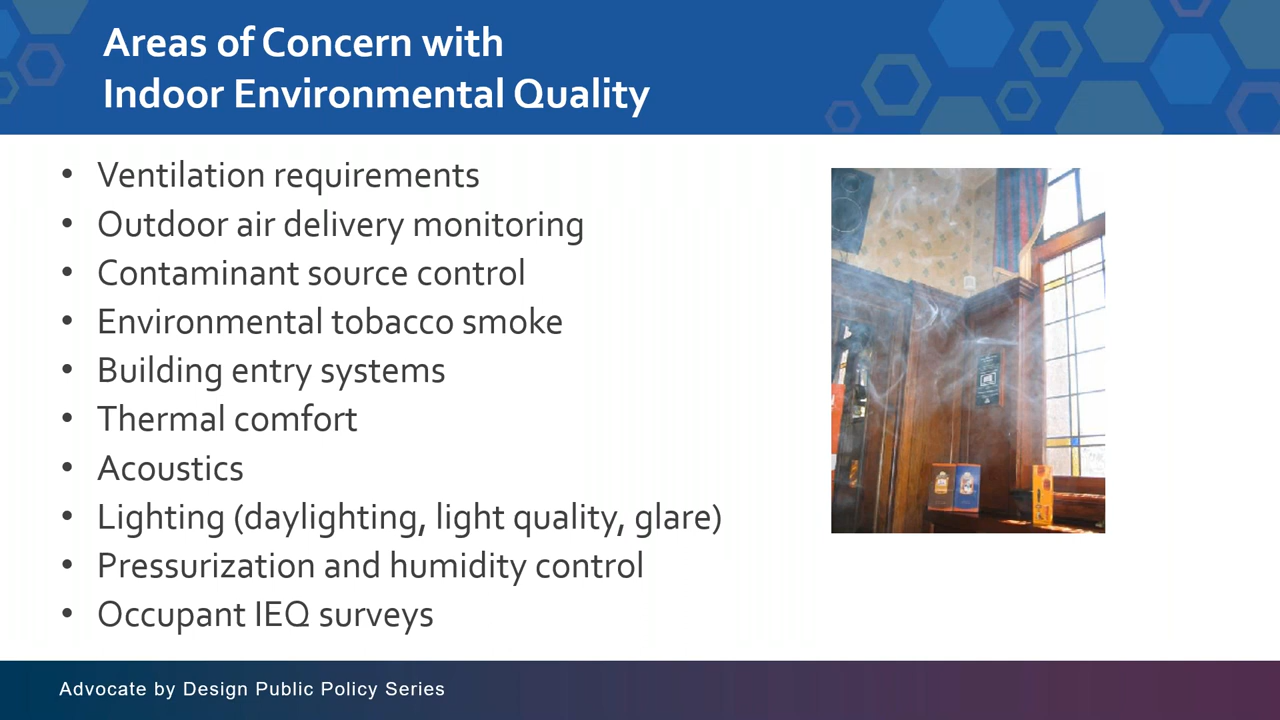 Areas of Concern with
Indoor Environmental Quality
• Ventilation requirements
• Outdoor air delivery monitoring
• Contaminant source control
• Environmental tobacco smoke
• Building entry systems
• Thermal comfort
• Acoustics
• Lighting (daylighting, light quality, glare)
• Pressurization and humidity control
• Occupant IEQ surveys
Advocate by Design Public Policy Series